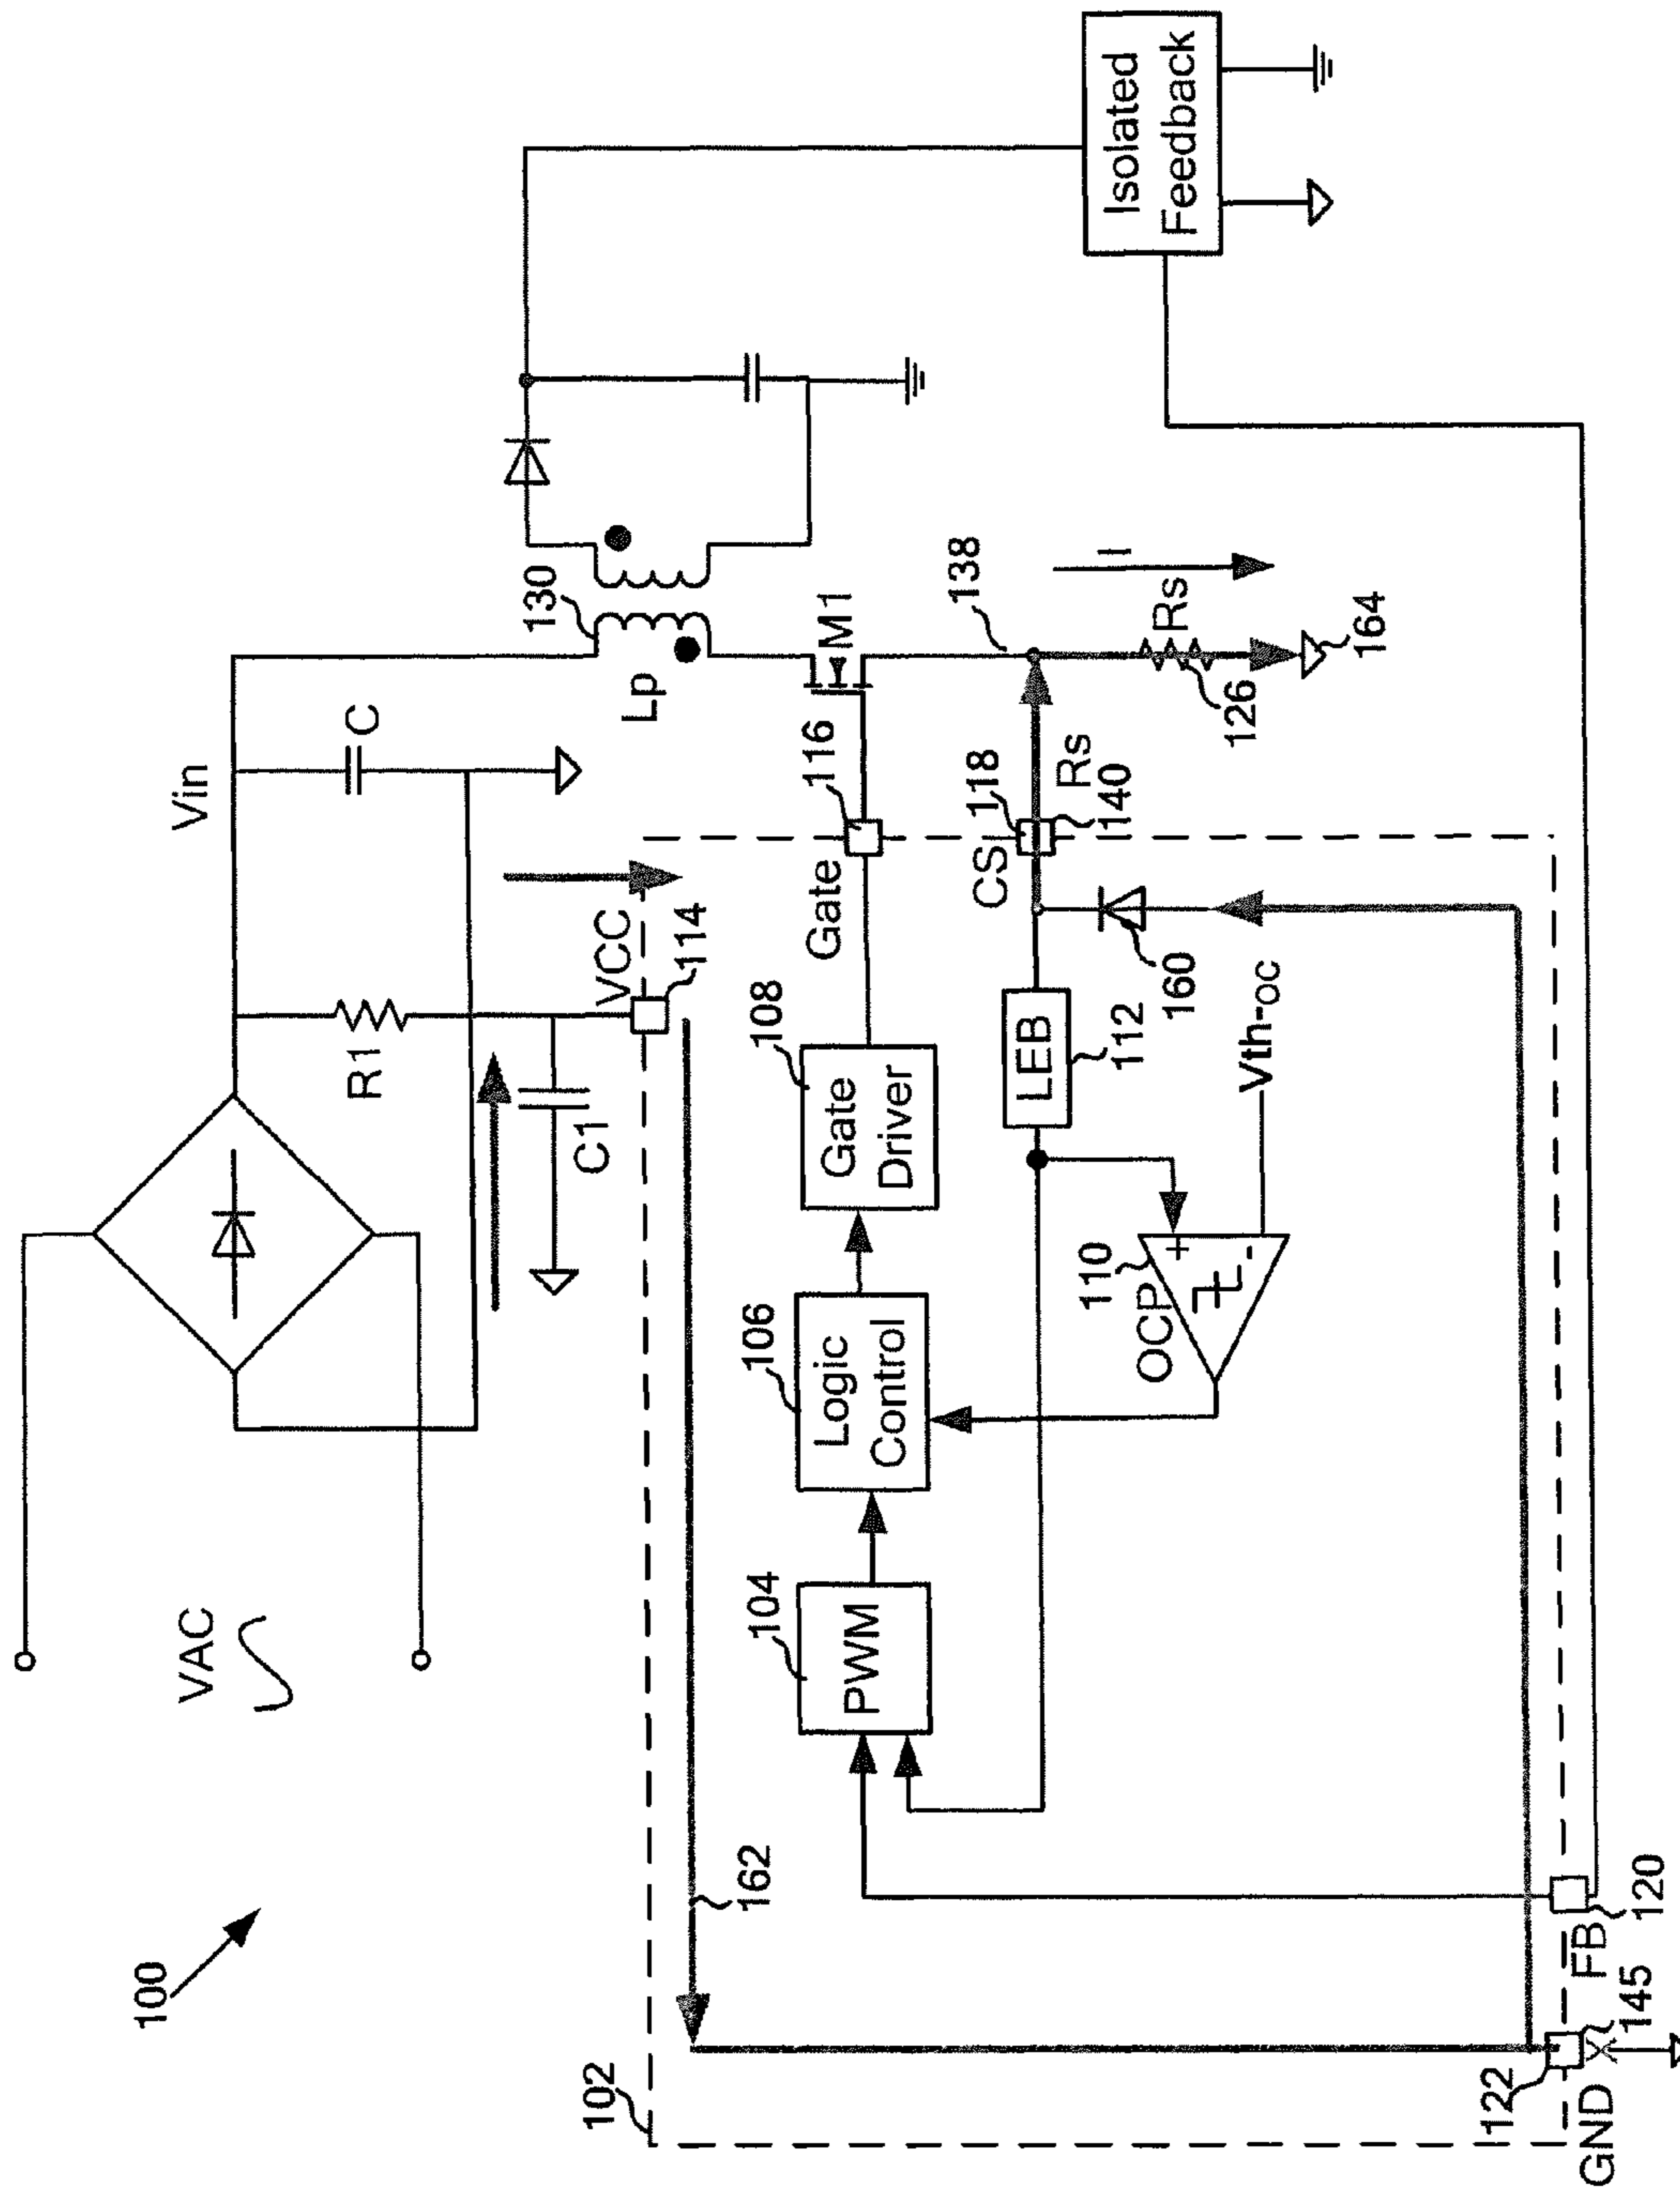 100
VAC
Vin
C
R1
C1
VCC
114
130
Lp
M1
102
162
104
PWM
106
Logic
Control
108
Gate
Driver
Gate
116
138
I
Rs
126
164
CS
118
Rs
140
LEB
112
160
110
OCP
+
-
Vth-oc
Isolated
Feedback
122
GND
145
FB
120